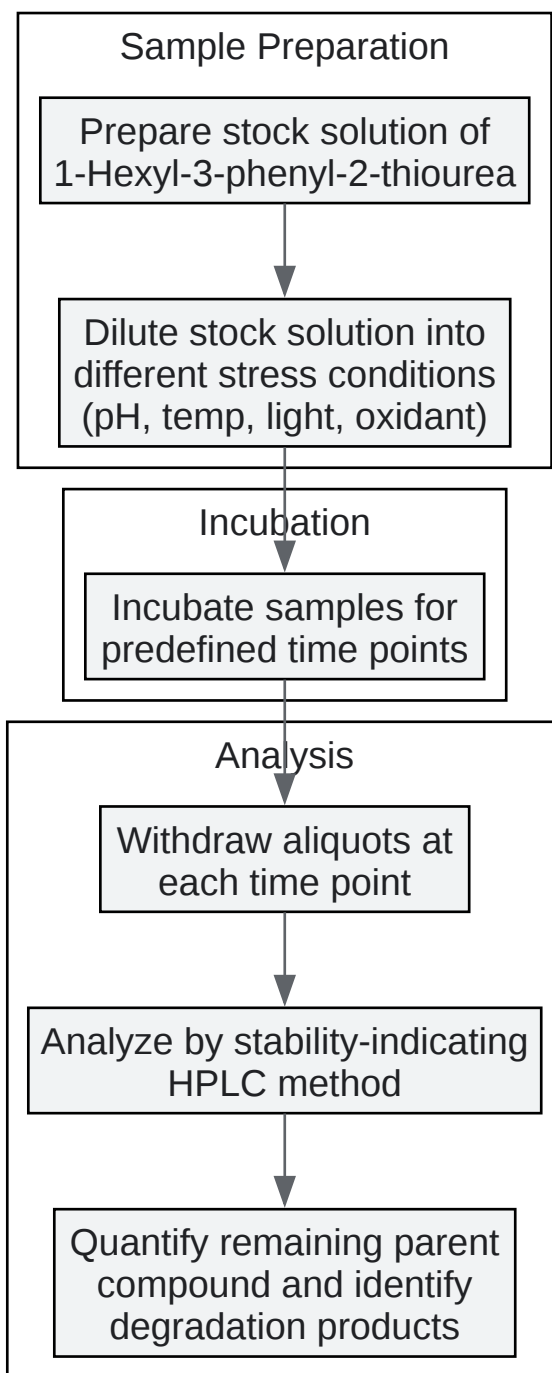 Sample Preparation
Prepare stock solution of
1-Hexyl-3-phenyl-2-thiourea
Dilute stock solution into
different stress conditions
(pH, temp, light, oxidant)
Incubation
Incubate samples for
predefined time points
Analysis
Withdraw aliquots at
each time point
Analyze by stability-indicating
HPLC method
Quantify remaining parent
compound and identify
degradation products